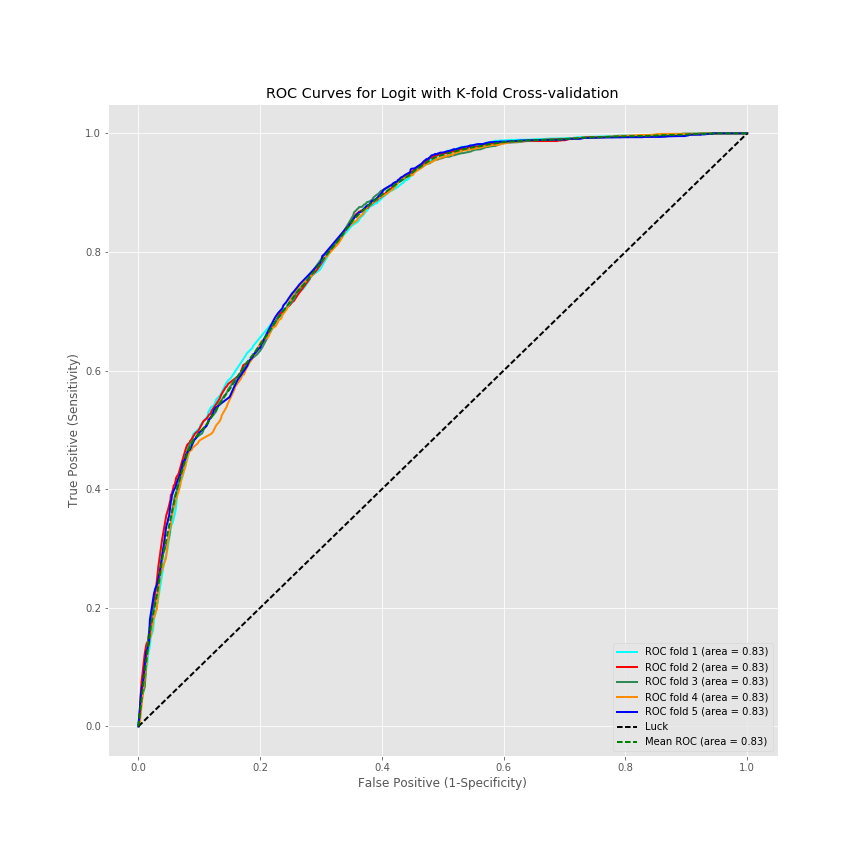 ROC Curves for Logit with K-fold Cross-validation
1.0
0.8
0.6
0.4
0.2
0.0
True Positive (Sensitivity)
ROC fold 1 (area = 0.83)
ROC fold 2 (area = 0.83)
ROC fold 3 (area = 0.83)
ROC fold 4 (area = 0.83)
ROC fold 5 (area = 0.83)
Luck
Mean ROC (area = 0.83)
0.0 0.2 0.4 0.6 0.8 1.0
False Positive (1-Specificity)